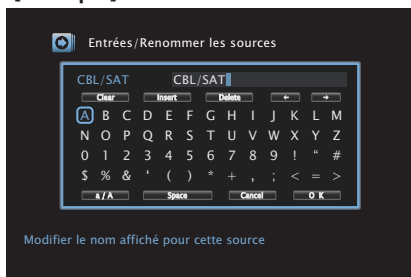 Entrées/Renommer les sources
CBL/SAT CBL/SAT
Clear Insert Delete ← →
A B C D E F G H I J K L M
N O P Q R S T U V W X Y Z
0 1 2 3 4 5 6 7 8 9 ! “ #
$ % & ‘ ( ) * + , ; < = >
a / A Space Cancel O K
Modifier le nom affiché pour cette source